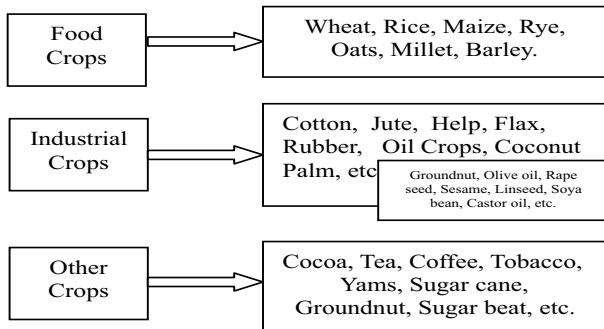 Food
Crops
Wheat, Rice, Maize, Rye,
Oats, Millet, Barley.
Industrial
Crops
Cotton, Jute, Help, Flax,
Rubber, Oil Crops, Coconut
Palm, etc
Groundnut, Olive oil, Rape
seed, Sesame, Linseed, Soya
bean, Castor oil, etc.
Other
Crops
Cocoa, Tea, Coffee, Tobacco,
Yams, Sugar cane,
Groundnut, Sugar beat, etc.